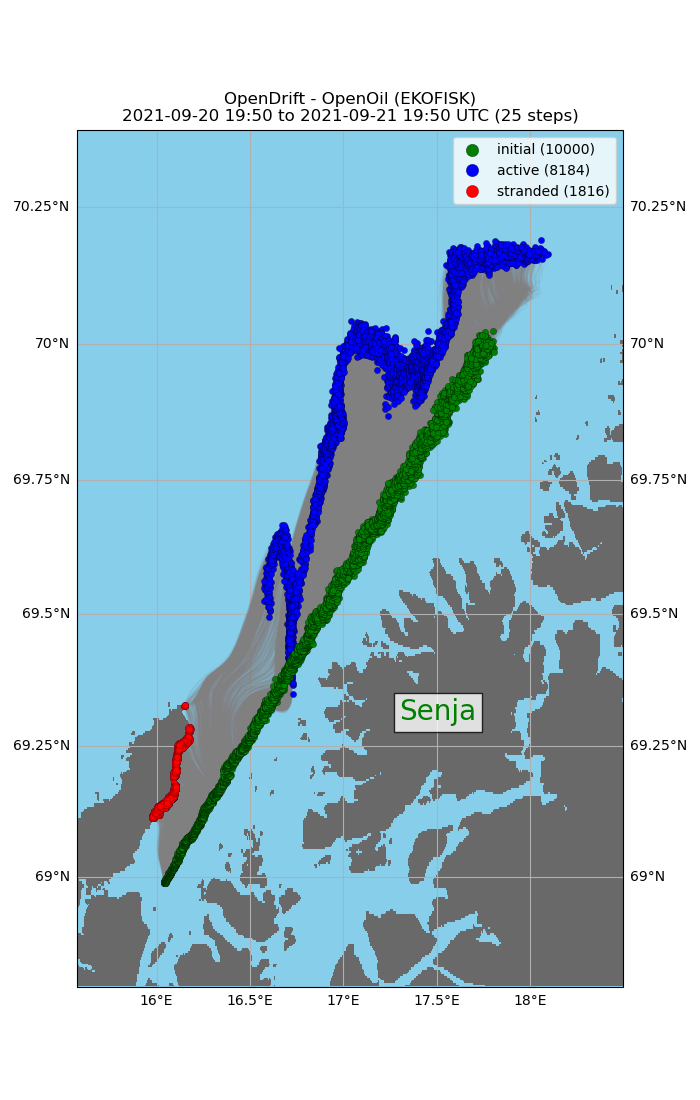 OpenDrift - OpenOil (EKOFISK)
2021-09-20 19:50 to 2021-09-21 19:50 UTC (25 steps)
initial (10000)
active (8184)
stranded (1816)
70.25°N 70.25°N
70°N 70°N
69.75°N 69.75°N
69.5°N 69.5°N
Senja
69.25°N 69.25°N
69°N 69°N
16°E 16.5°E 17°E 17.5°E 18°E